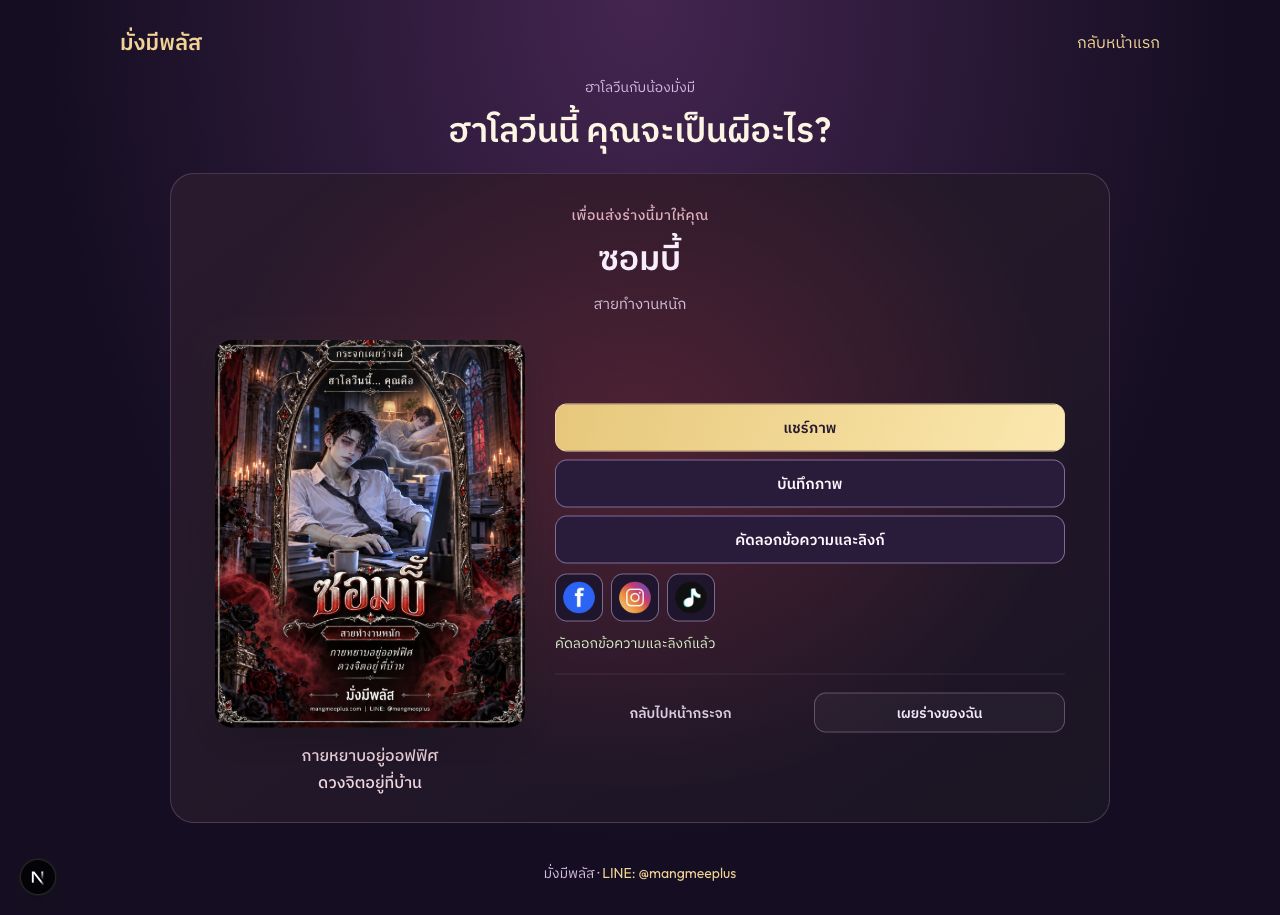 มั่งมีพลัส
กลับหน้าแรก
ฮาโลวีนกับน้องมั่งมี
ฮาโลวีนนี้ คุณจะเป็นผีอะไร?
เพื่อนส่งร่างนี้มาให้คุณ
ซอมบี้
สายทำงานหนัก
กระจกเผยร่างผี
ฮาโลวีนนี้... คุณคือ
ซอมบี้
สายทำงานหนัก
กายหยาบอยู่ออฟฟิศ
ดวงจิตอยู่ ที่บ้าน
มั่งมีพลัส
mangmeeplus.com | LINE: @mangmeeplus
กายหยาบอยู่ออฟฟิศ
ดวงจิตอยู่ที่บ้าน
แชร์ภาพ
บันทึกภาพ
คัดลอกข้อความและลิงก์
คัดลอกข้อความและลิงก์แล้ว
กลับไปหน้ากระจก
เผยร่างของฉัน
มั่งมีพลัส · LINE: @mangmeeplus